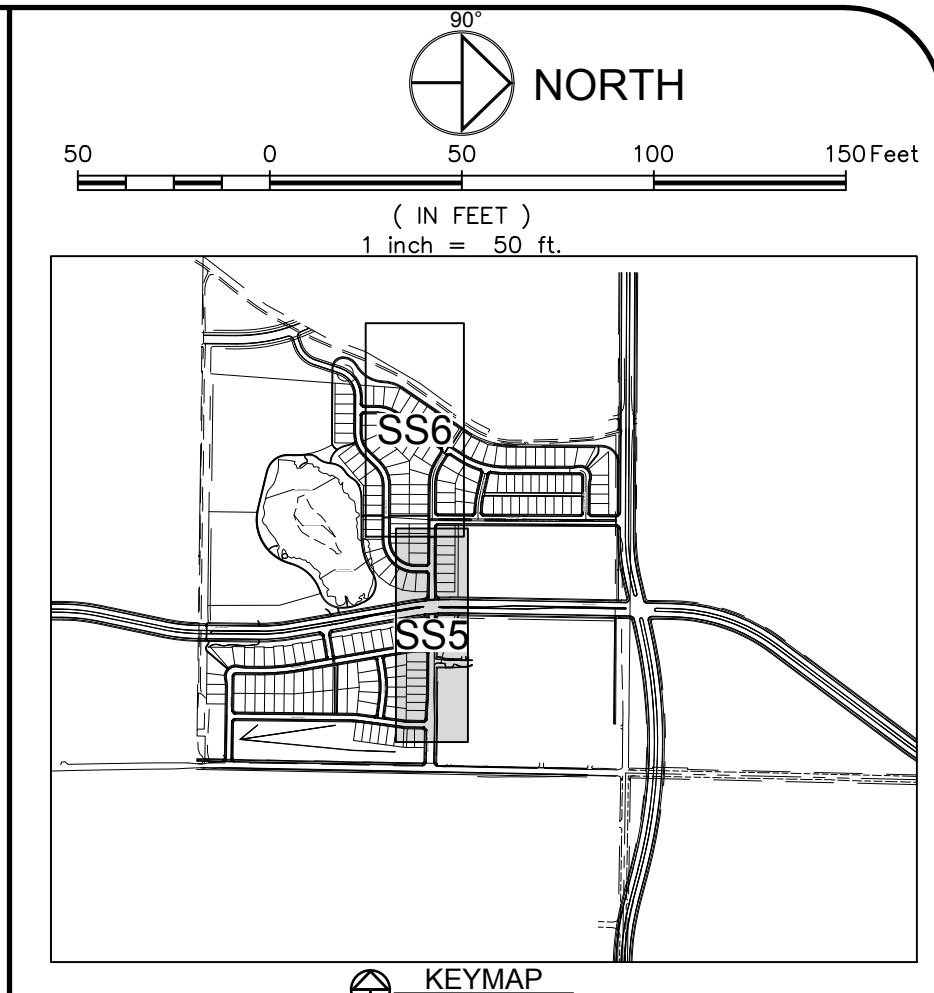 90°
NORTH
50 0 50 100 150 Feet
( IN FEET )
1 inch = 50 ft.
SS6
SS5
KEYMAP